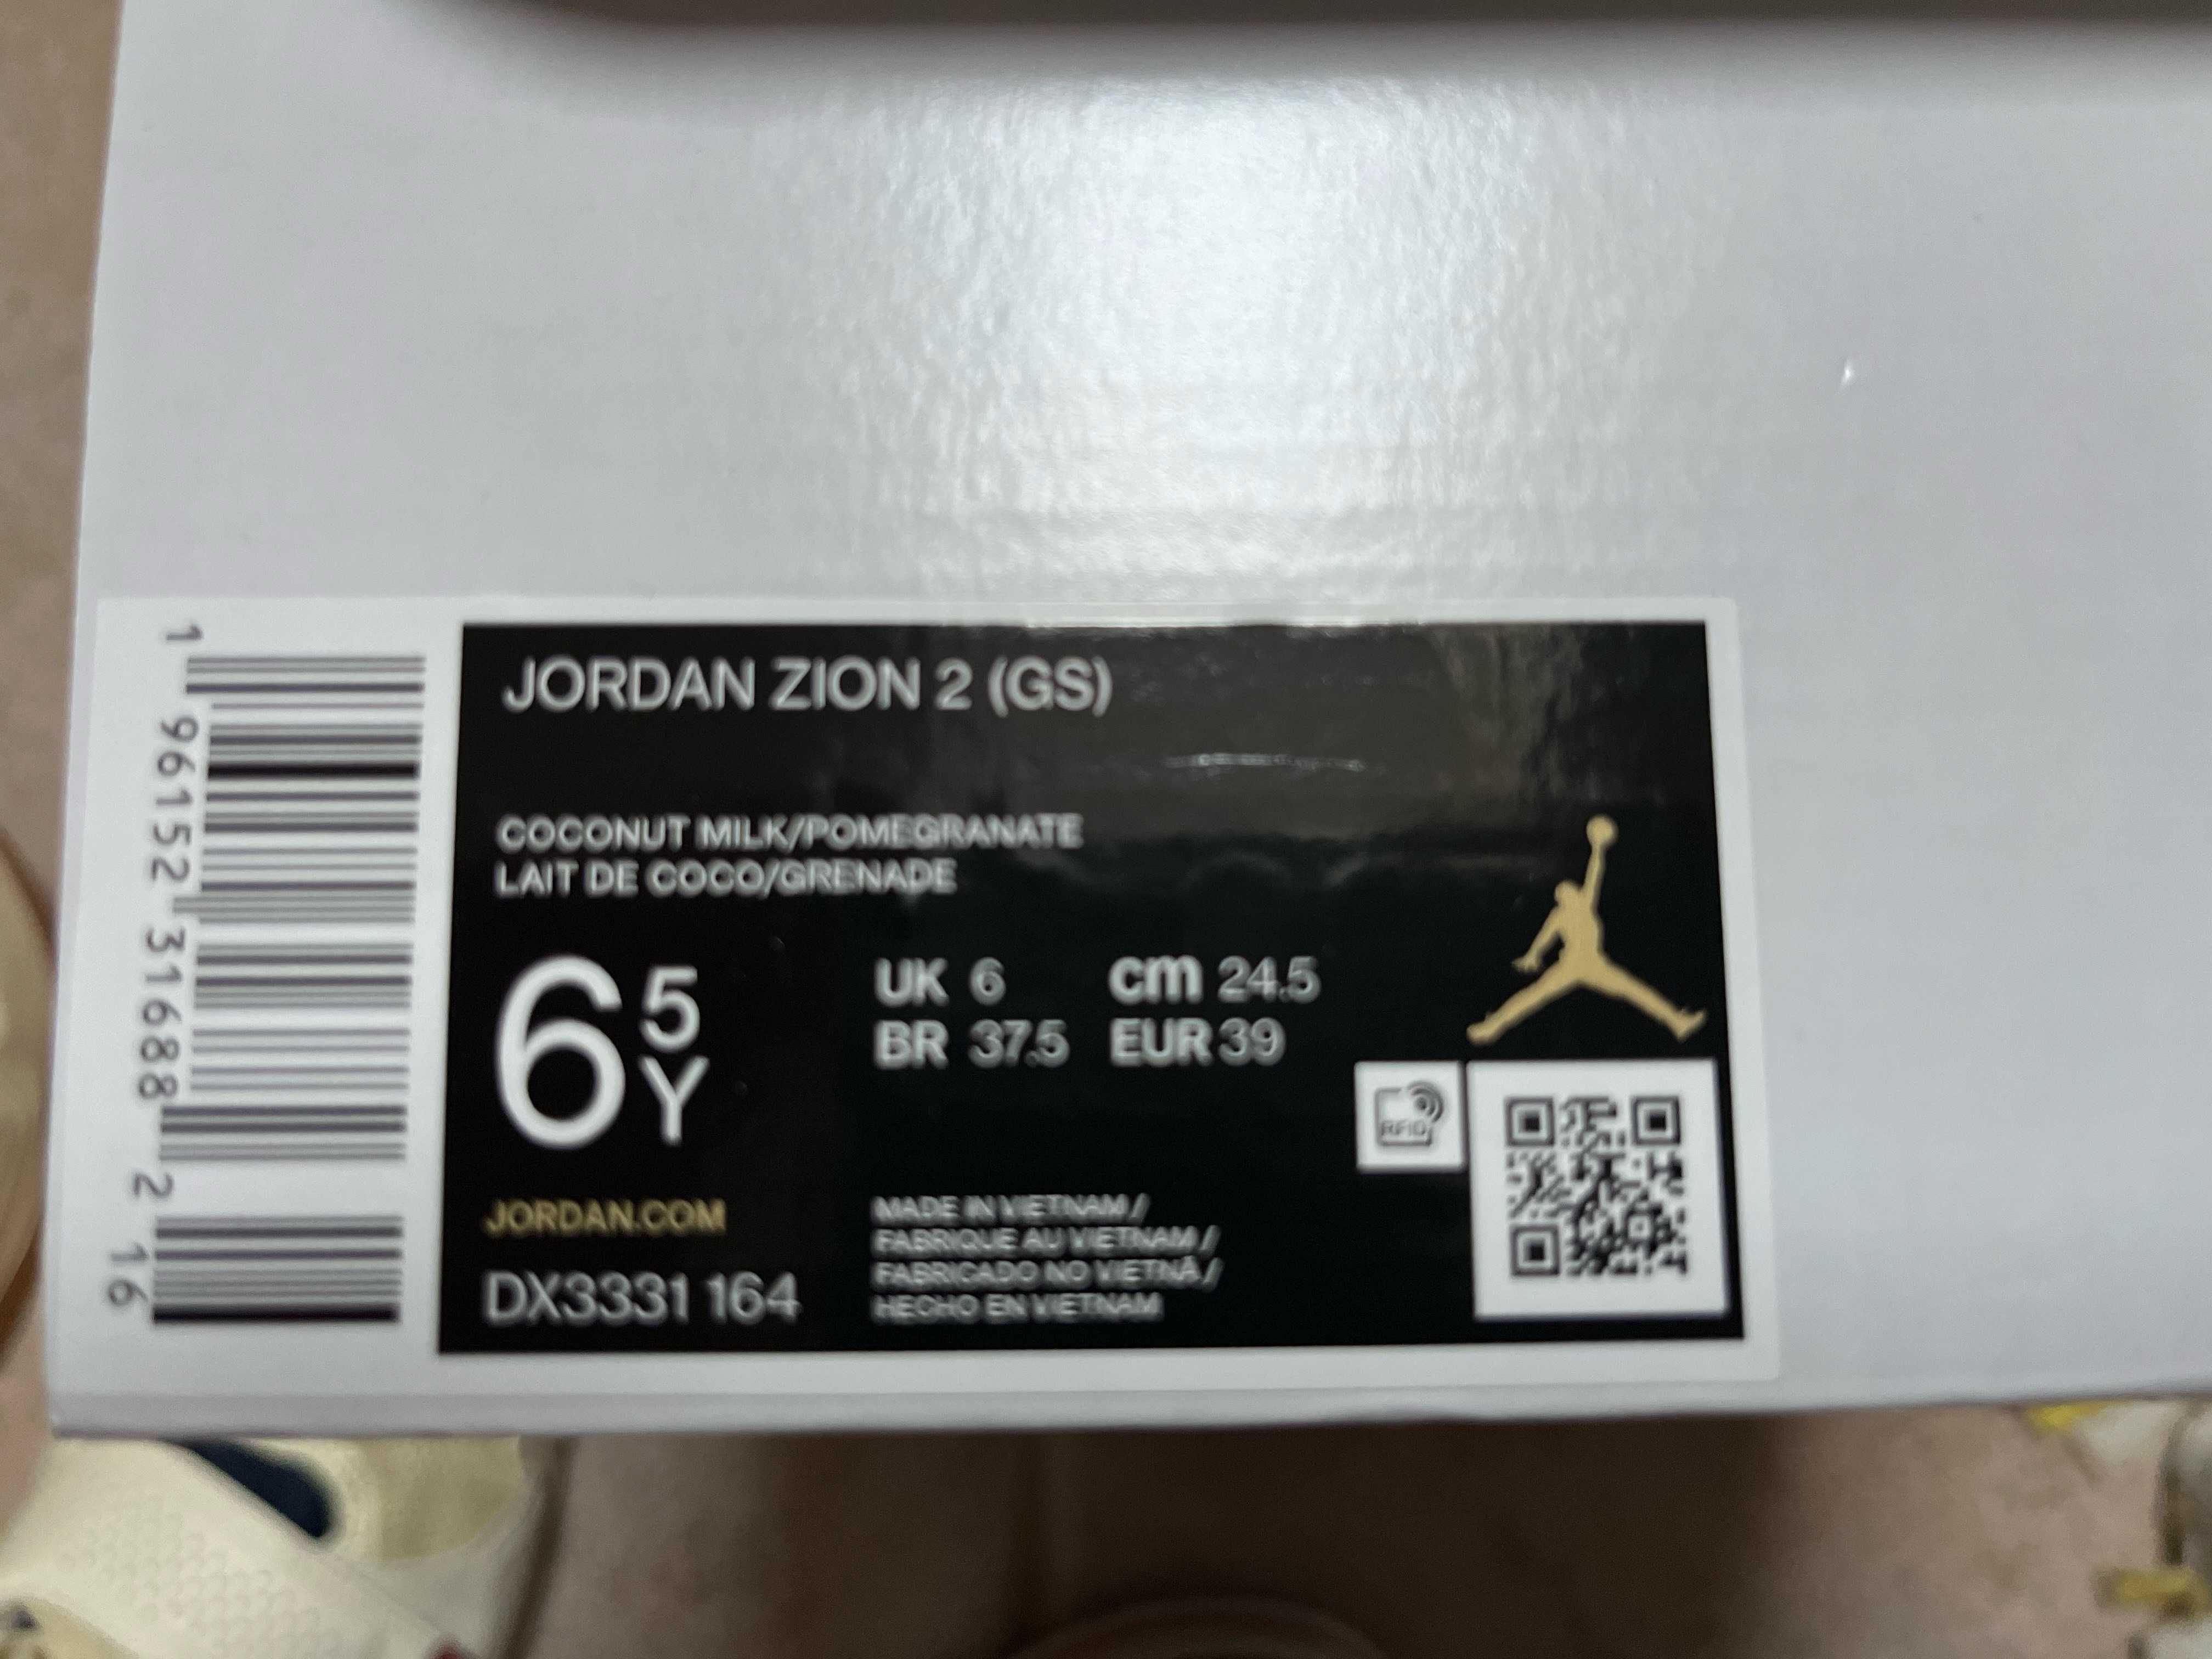 JORDAN ZION 2 (GS)
COCONUT MILK/POMEGRANATE
LAIT DE COCO/GRENADE
6 5 Y
UK 6 cm 24.5
BR 37.5 EUR 39
JORDAN.COM
DX3331 164
MADE IN VIETNAM /
FABRIQUE AU VIETNAM /
FABRICADO NO VIETNÃ /
HECHO EN VIETNAM
RFID
1 96152 31688 2 16